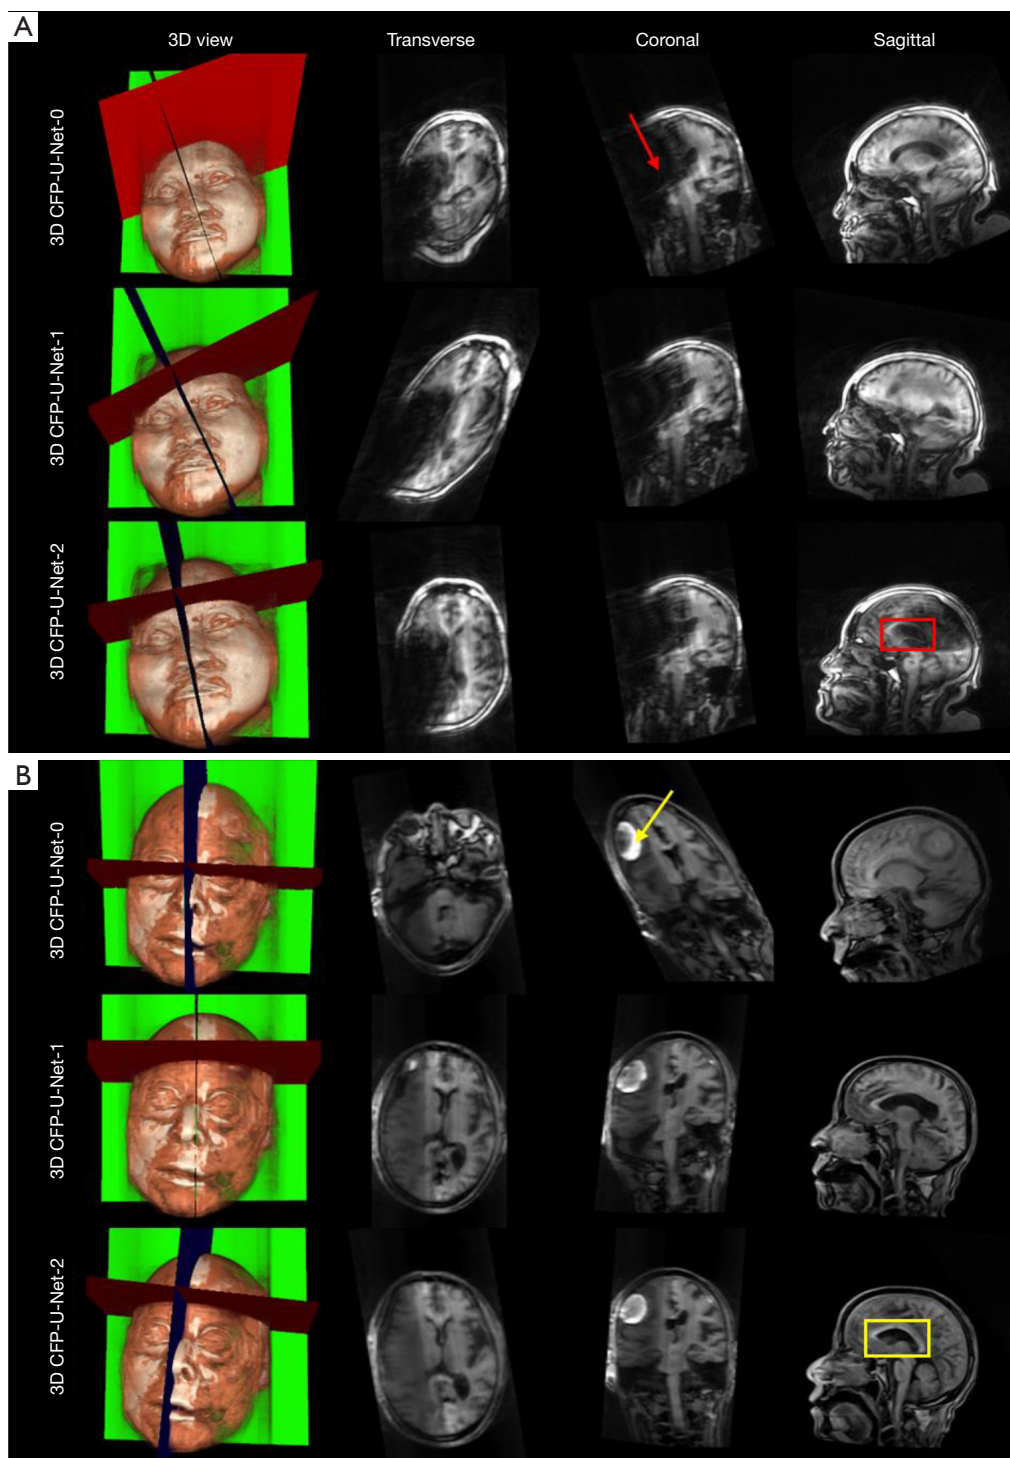 A
3D view
Transverse
Coronal
Sagittal
3D CFP-U-Net-0
3D CFP-U-Net-1
3D CFP-U-Net-2
B
3D CFP-U-Net-0
3D CFP-U-Net-1
3D CFP-U-Net-2